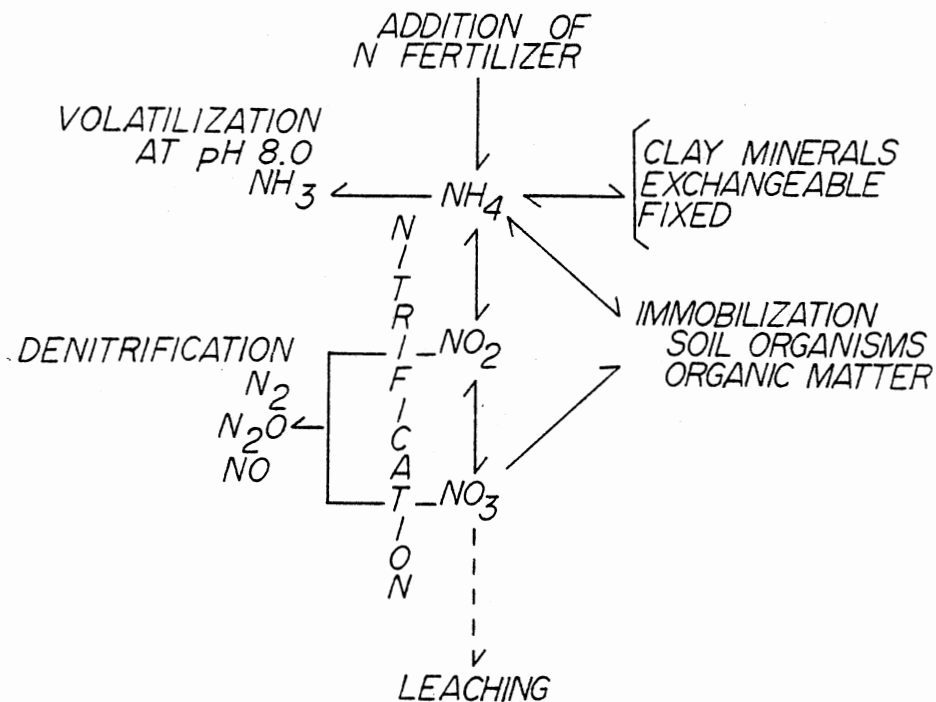 ADDITION OF
N FERTILIZER
VOLATILIZATION
AT pH 8.0
NH3
NH4
CLAY MINERALS
EXCHANGEABLE
FIXED
NITRIFICATION
IMMOBILIZATION
SOIL ORGANISMS
ORGANIC MATTER
DENITRIFICATION
N2
N2O
NO
NO2
NO3
LEACHING